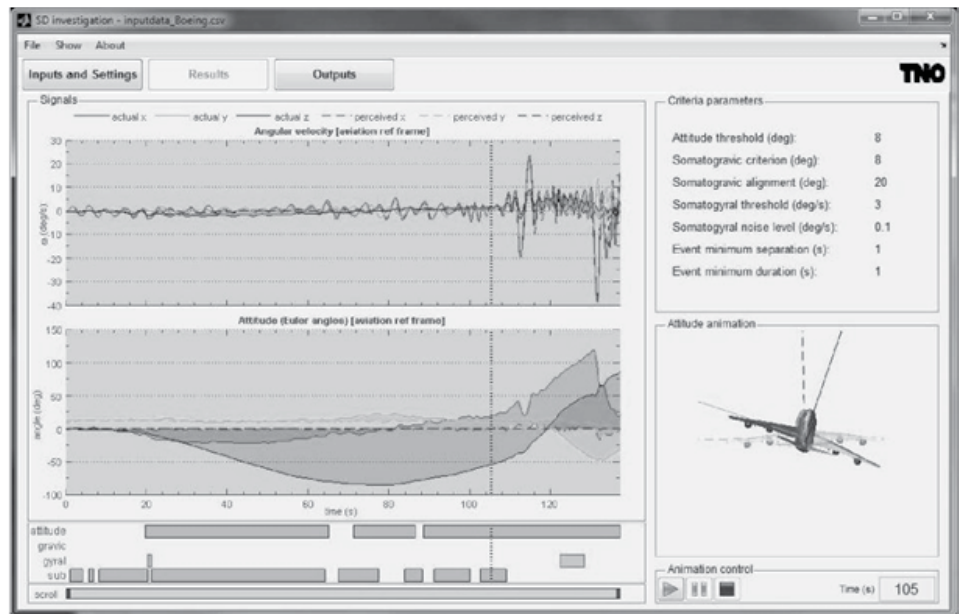 SD investigation - inputdata_Boeing.csv
File Show About
Inputs and Settings Results Outputs
TNO
Signals
actual x actual y actual z perceived x perceived y perceived z
Angular velocity [aviation ref frame]
30
20
10
0
-10
-20
-30
-40
ω (deg/s)
Attitude (Euler angles) [aviation ref frame]
150
100
50
0
-50
-100
angle (deg)
0 20 40 60 80 100 120
time (s)
attitude
gravic
gyral
sub
scroll
Criteria parameters
Attitude threshold (deg): 8
Somatogravic criterion (deg): 8
Somatogravic alignment (deg): 20
Somatogyral threshold (deg/s): 3
Somatogyral noise level (deg/s): 0.1
Event minimum separation (s): 1
Event minimum duration (s): 1
Attitude animation
Animation control
Time (s) 105